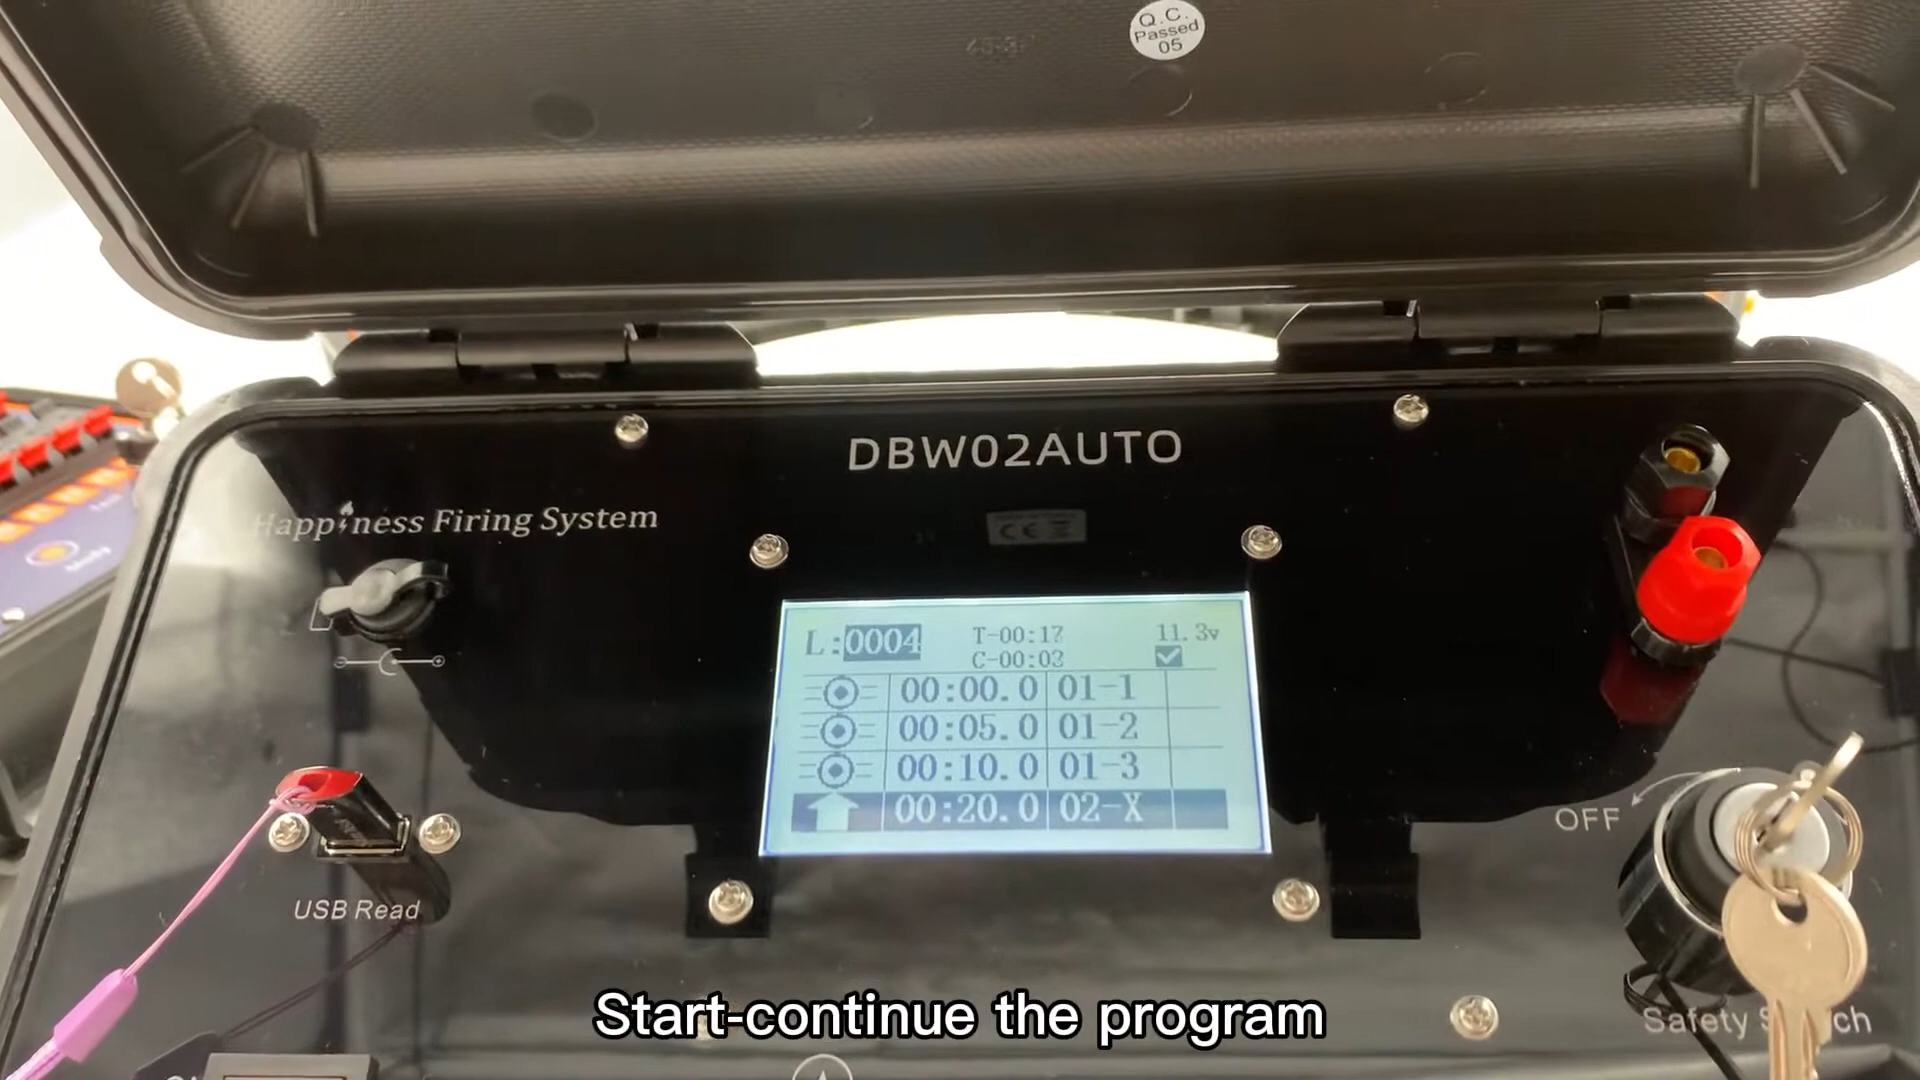 Q.C.
Passed
05
DBW02AUTO
Happiness Firing System
CE
L:0004
T-00:17
C-00:03
11.3v
00:00.0 01-1
00:05.0 01-2
00:10.0 01-3
00:20.0 02-X
OFF
USB Read
Safety
Start-continue the program